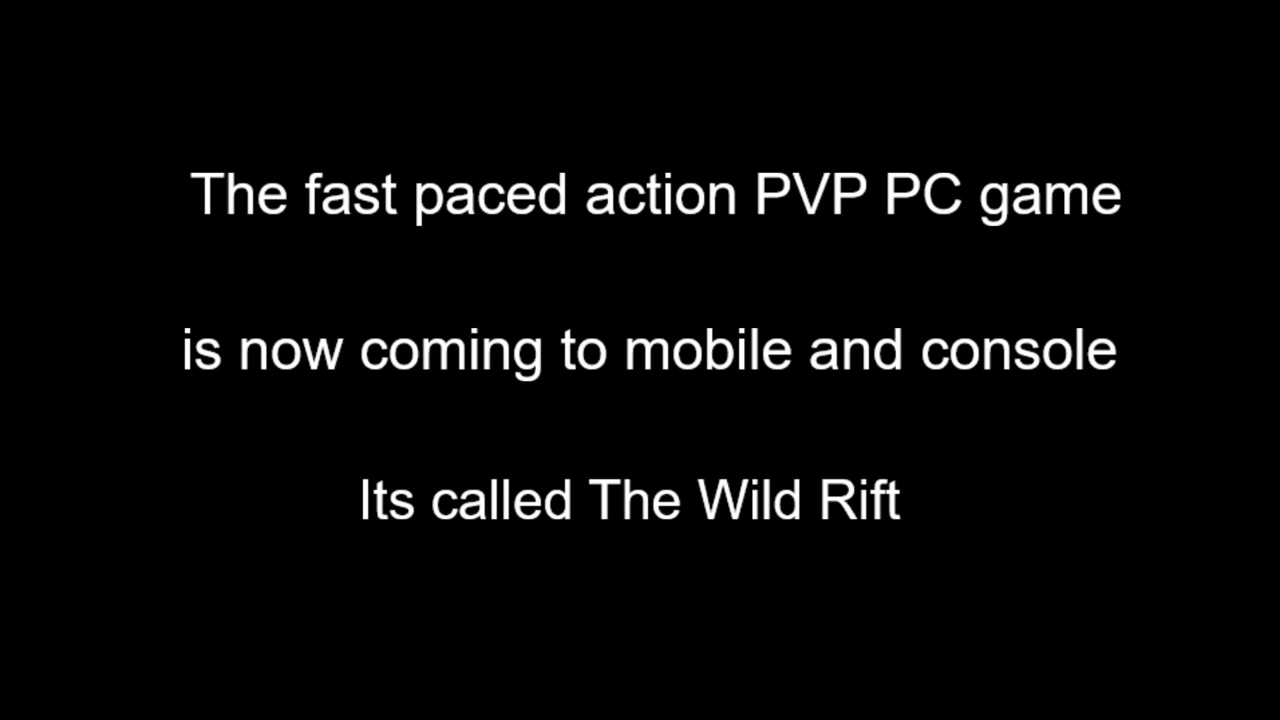 The fast paced action PVP PC game
is now coming to mobile and console
Its called The Wild Rift